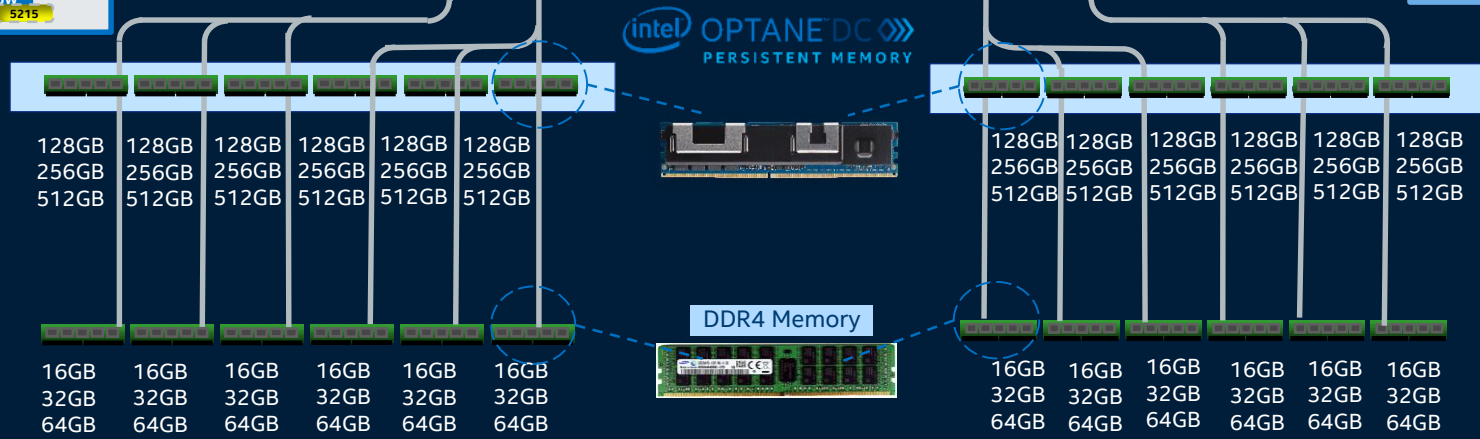 5215
intel OPTANE™ DC
PERSISTENT MEMORY
128GB 128GB 128GB 128GB 128GB 128GB 128GB 128GB 128GB 128GB 128GB 128GB
256GB 256GB 256GB 256GB 256GB 256GB 256GB 256GB 256GB 256GB 256GB 256GB
512GB 512GB 512GB 512GB 512GB 512GB 512GB 512GB 512GB 512GB 512GB 512GB
DDR4 Memory
16GB 16GB 16GB 16GB 16GB 16GB 16GB 16GB 16GB 16GB 16GB 16GB
32GB 32GB 32GB 32GB 32GB 32GB 32GB 32GB 32GB 32GB 32GB 32GB
64GB 64GB 64GB 64GB 64GB 64GB 64GB 64GB 64GB 64GB 64GB 64GB